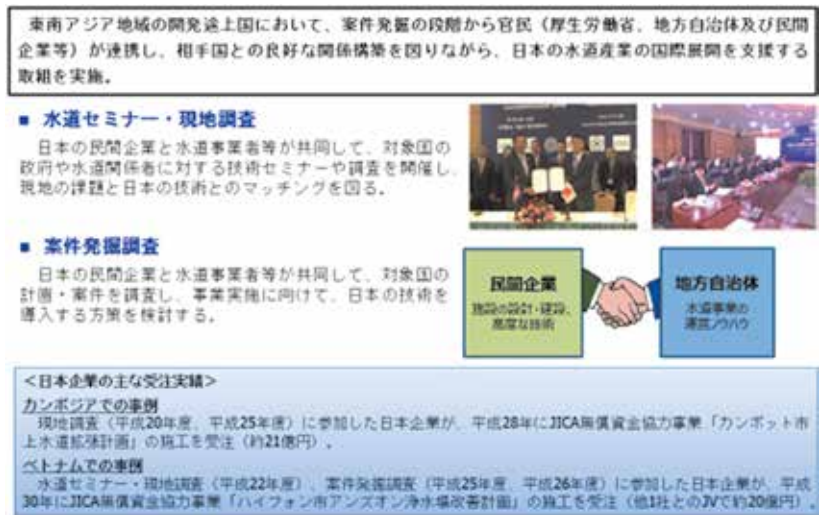 東南アジア地域の開発途上国において、案件発掘の段階から官民（厚生労働省、地方自治体及び民間
企業等）が連携し、相手国との良好な関係構築を図りながら、日本の水道産業の国際展開を支援する
取組を実施。
■ 水道セミナー・現地調査
日本の民間企業と水道事業者等が共同して、対象国の
政府や水道関係者に対する技術セミナーや調査を開催し、
現地の課題と日本の技術とのマッチングを図る。
■ 案件発掘調査
日本の民間企業と水道事業者等が共同して、対象国の
計画・案件を調査し、事業実施に向けて、日本の技術を
導入する方策を検討する。
民間企業
施設の設計・建設、
高度な技術
地方自治体
水道事業の
運営ノウハウ
＜日本企業の主な受注実績＞
カンボジアでの事例
現地調査（平成20年度、平成25年度）に参加した日本企業が、平成28年にJICA無償資金協力事業「カンポット市
上水道拡張計画」の施工を受注（約21億円）。
ベトナムでの事例
水道セミナー・現地調査（平成22年度）、案件発掘調査（平成25年度、平成26年度）に参加した日本企業が、平成
30年にJICA無償資金協力事業「ハイフォン市アンズオン浄水場改善計画」の施工を受注（他1社とのJVで約20億円）。